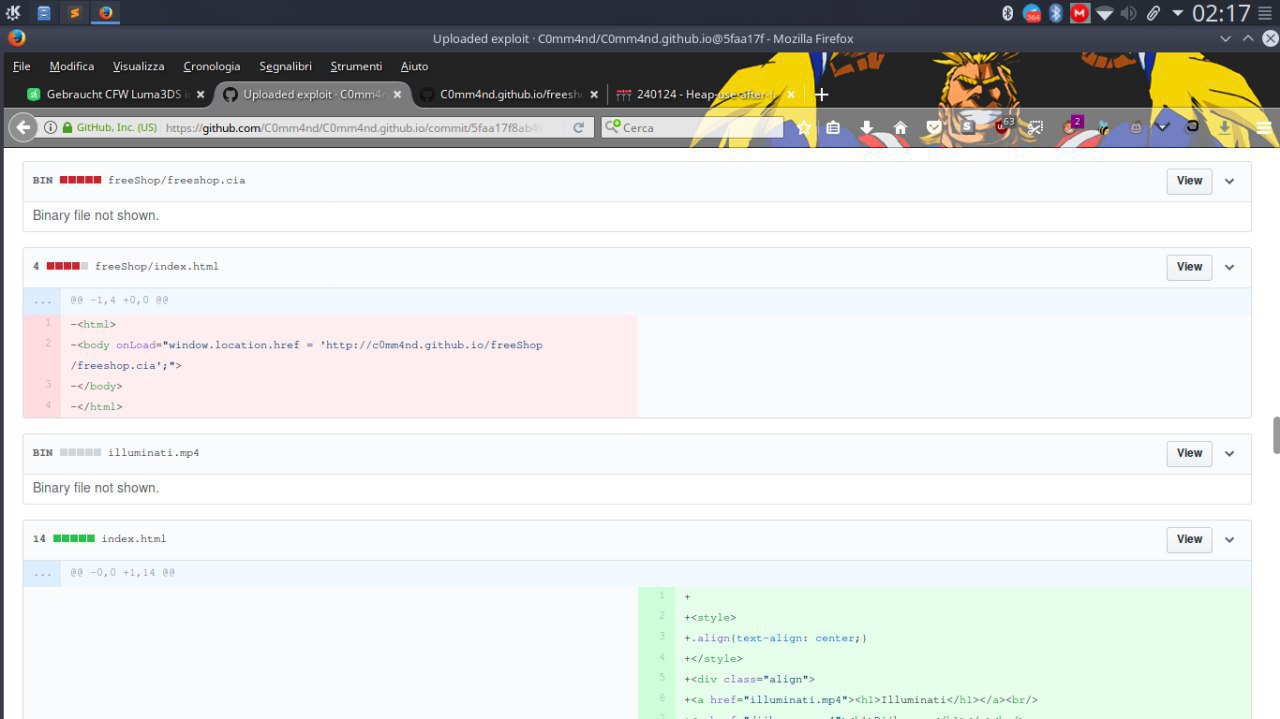 564
02:17
Uploaded exploit · C0mm4nd/C0mm4nd.github.io@5faa17f - Mozilla Firefox
File Modifica Visualizza Cronologia Segnalibri Strumenti Aiuto
Gebraucht CFW Luma3DS i
Uploaded exploit · C0mm4n
C0mm4nd.github.io/freesho
240124 - Heap-use-after-f
GitHub, Inc. (US) https://github.com/C0mm4nd/C0mm4nd.github.io/commit/5faa17f8ab49
Cerca
63
2
BIN freeShop/freeshop.cia
View
Binary file not shown.
4 freeShop/index.html
View
... @@ -1,4 +0,0 @@
1 -<html>
2 -<body onLoad="window.location.href = 'http://c0mm4nd.github.io/freeShop
/freeshop.cia';">
3 -</body>
4 -</html>
BIN illuminati.mp4
View
Binary file not shown.
14 index.html
View
... @@ -0,0 +1,14 @@
1 +
2 +<style>
3 +.align(text-align: center;)
4 +</style>
5 +<div class="align">
6 +<a href="illuminati.mp4"><h1>Illuminati</h1></a><br/>